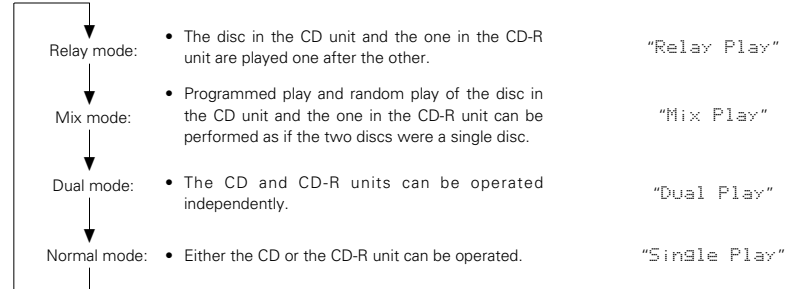 Relay mode: • The disc in the CD unit and the one in the CD-R
unit are played one after the other. "Relay Play"
Mix mode: • Programmed play and random play of the disc in
the CD unit and the one in the CD-R unit can be
performed as if the two discs were a single disc. "Mix Play"
Dual mode: • The CD and CD-R units can be operated
independently. "Dual Play"
Normal mode: • Either the CD or the CD-R unit can be operated. "Single Play"